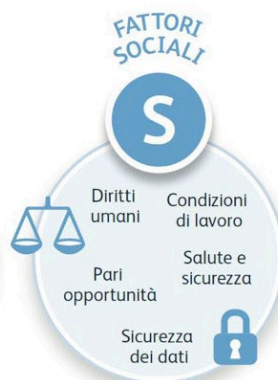 FATTORI
SOCIALI
S
Diritti
umani
Condizioni
di lavoro
Pari
opportunità
Salute e
sicurezza
Sicurezza
dei dati